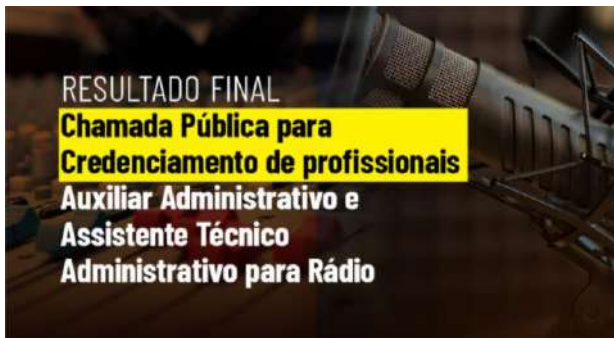 RESULTADO FINAL
Chamada Pública para
Credenciamento de profissionais
Auxiliar Administrativo e
Assistente Técnico
Administrativo para Rádio